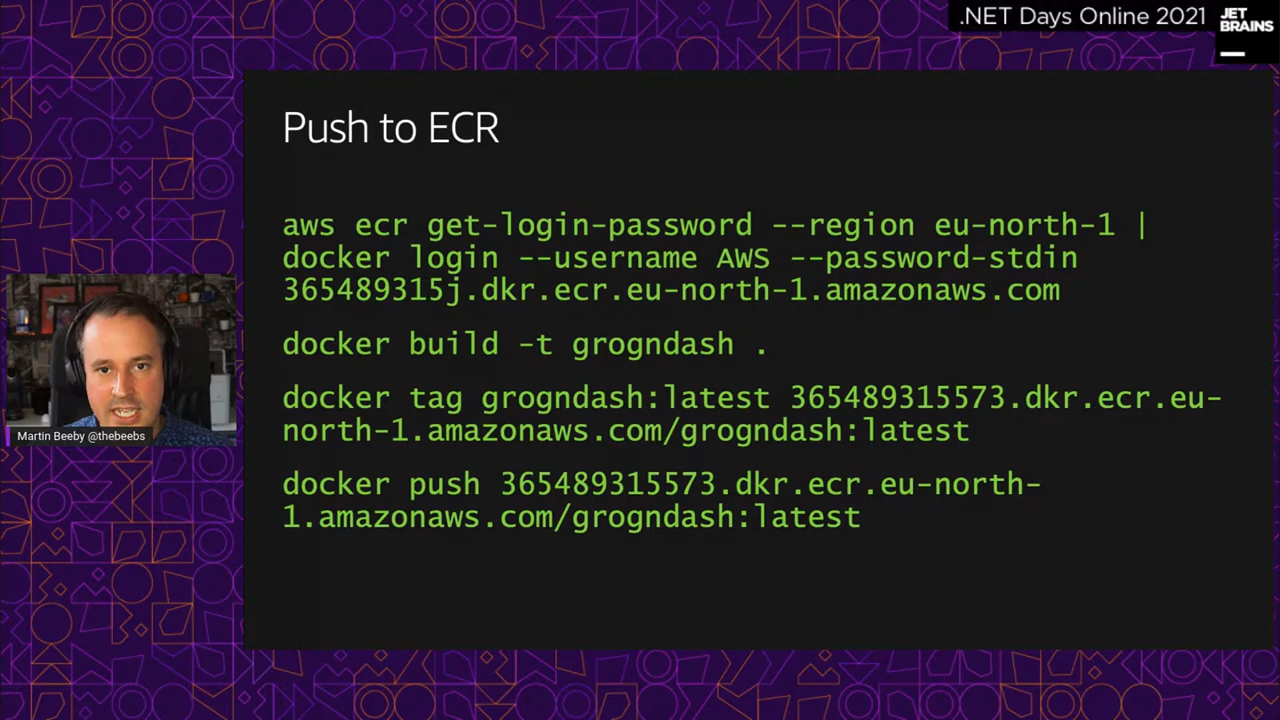 .NET Days Online 2021
JET
BRAINS
Push to ECR
aws ecr get-login-password --region eu-north-1 |
docker login --username AWS --password-stdin
365489315j.dkr.ecr.eu-north-1.amazonaws.com
docker build -t grogndash .
docker tag grogndash:latest 365489315573.dkr.ecr.eu-
north-1.amazonaws.com/grogndash:latest
docker push 365489315573.dkr.ecr.eu-north-
1.amazonaws.com/grogndash:latest
Martin Beeby @thebeebs